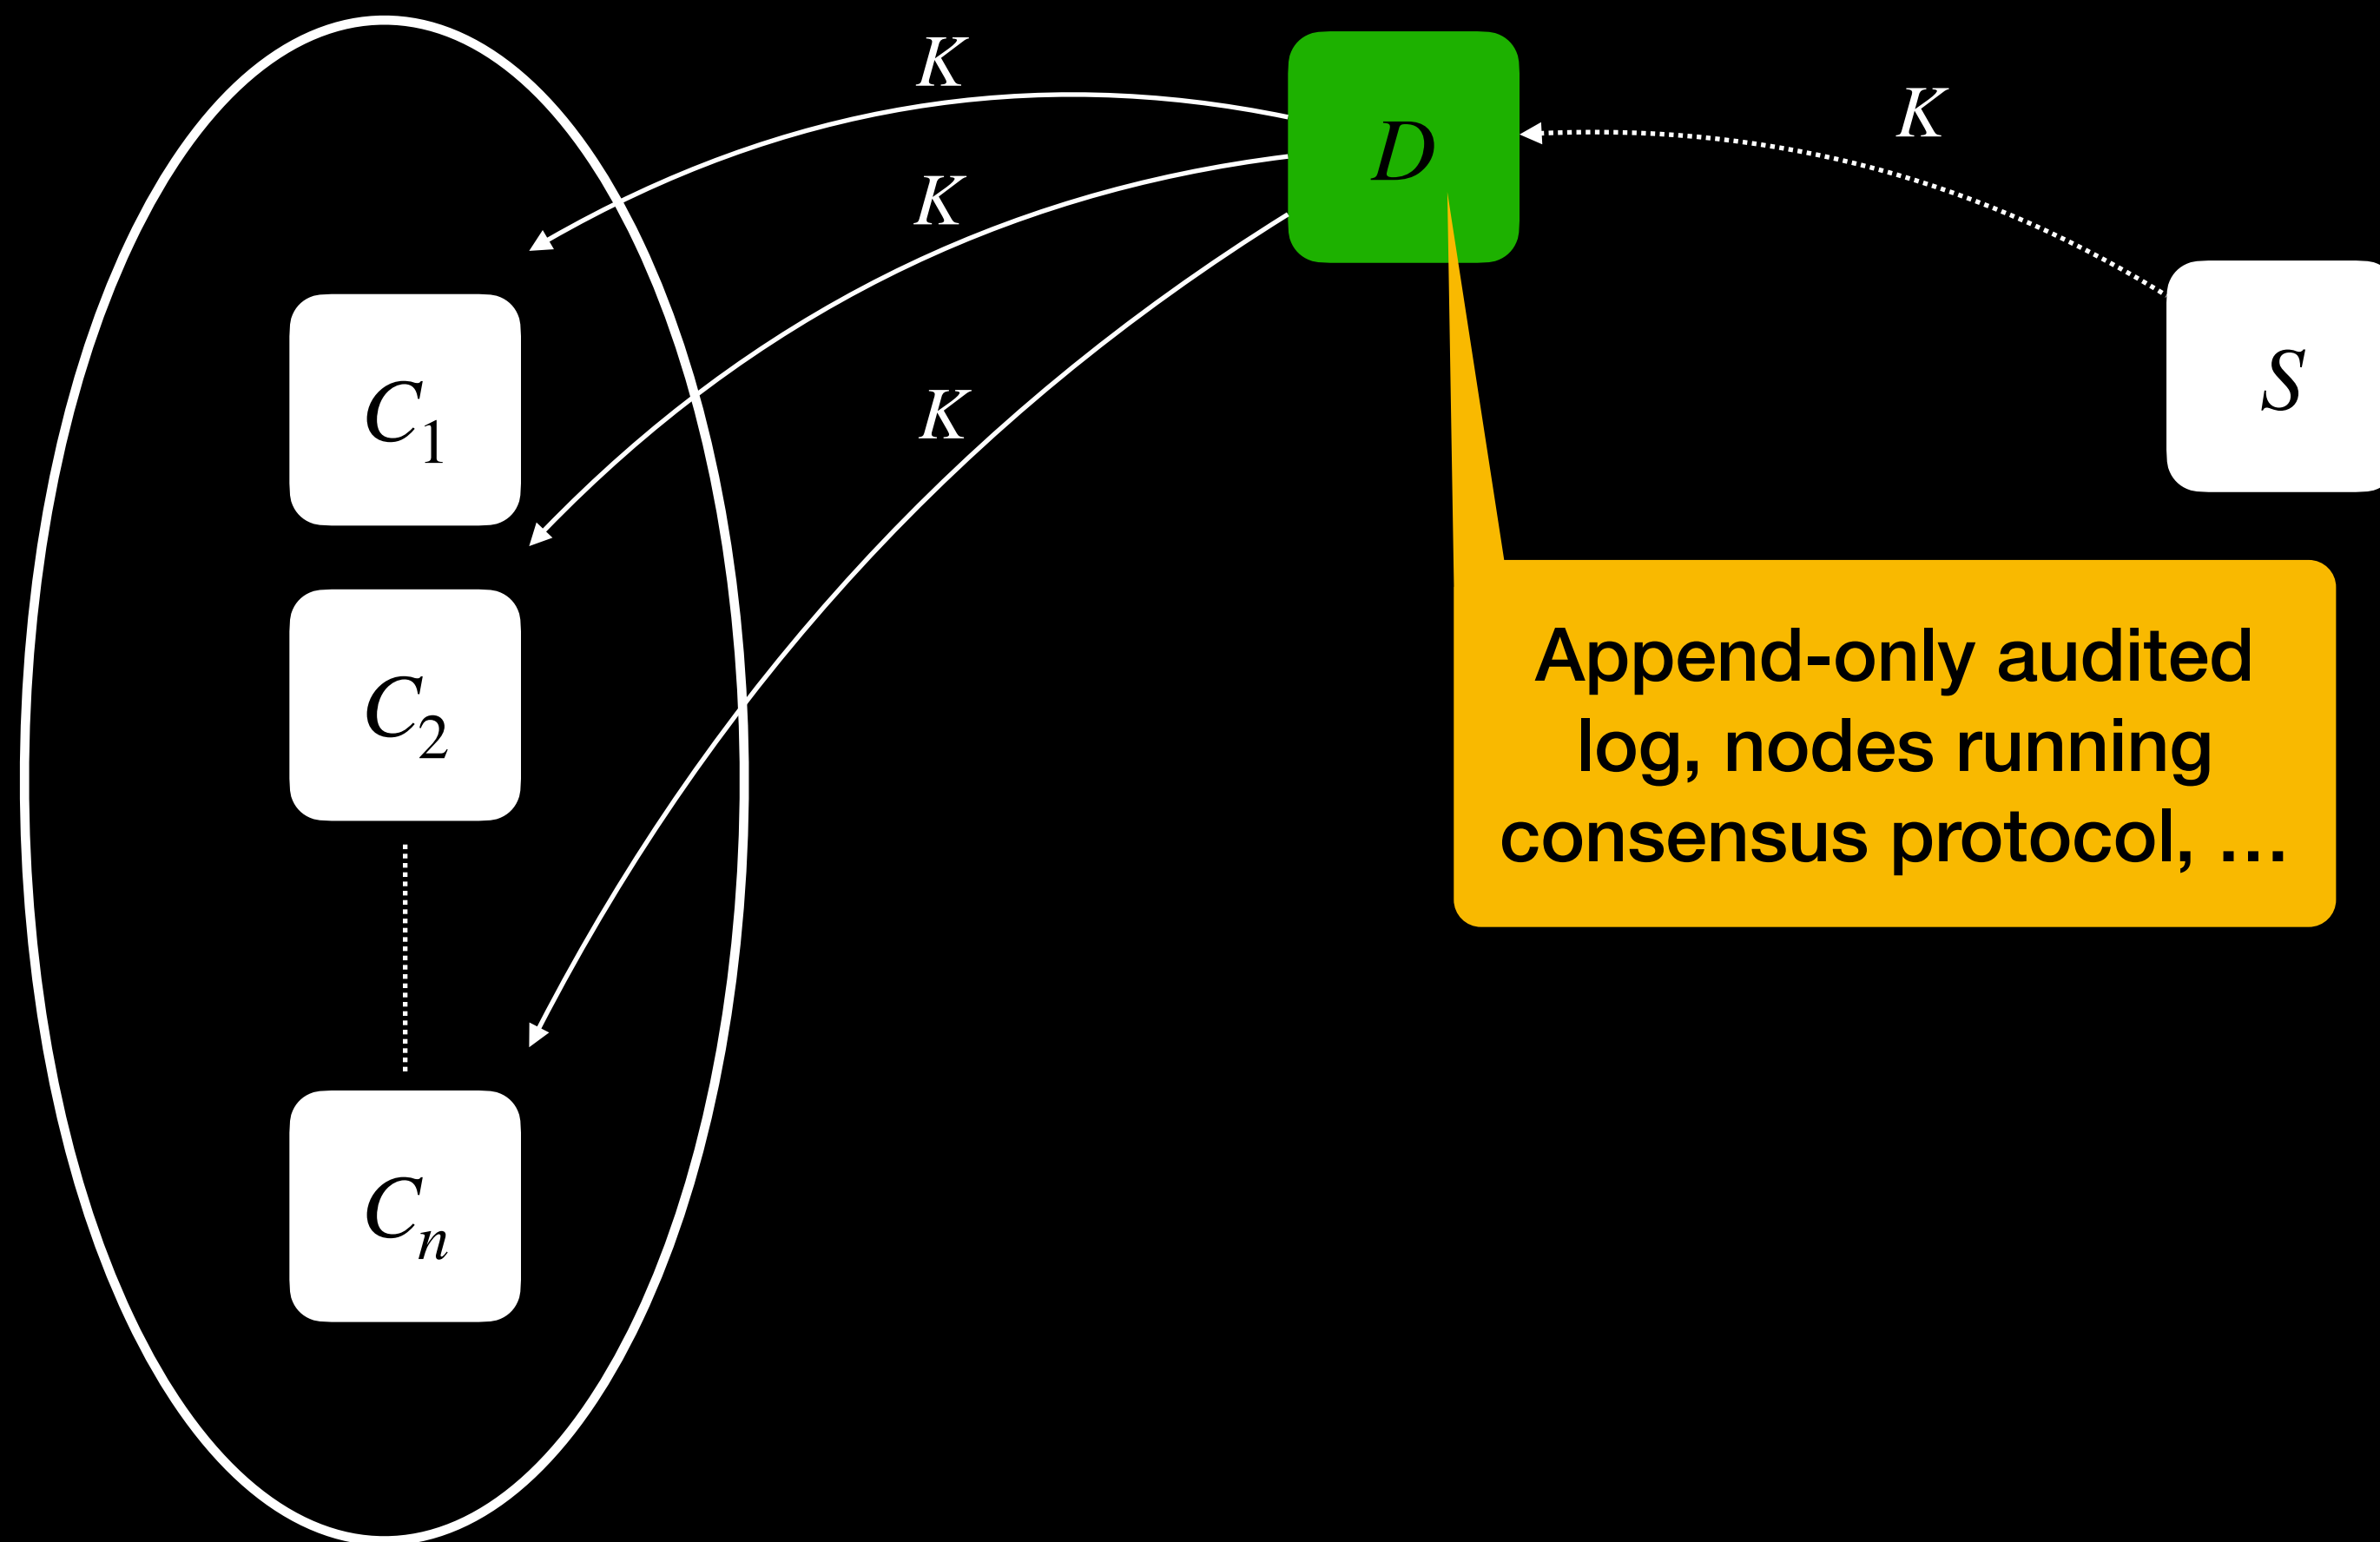 K
D
K
K
S
K
C1
C2
Cn
Append-only audited
log, nodes running
consensus protocol, …